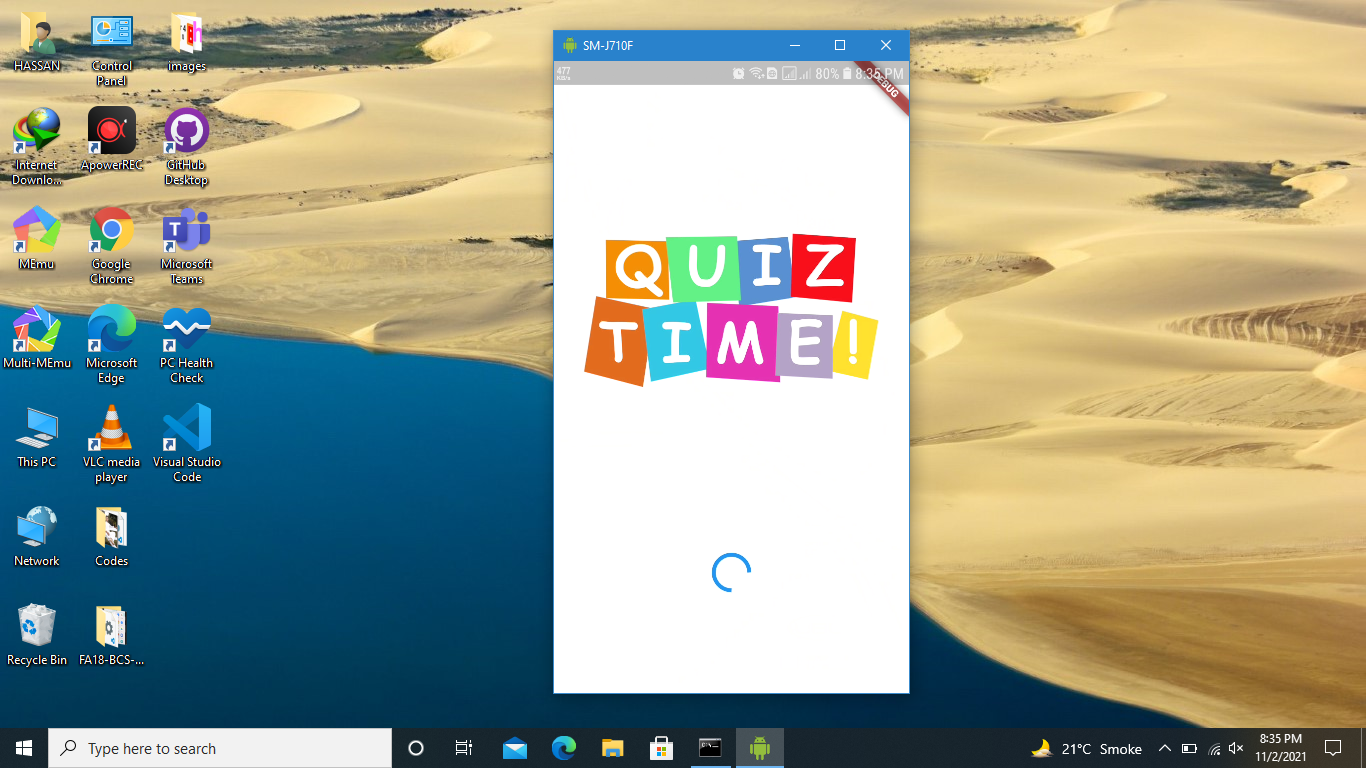 HASSAN
Control
Panel
images
Internet
Downlo...
ApowerREC
GitHub
Desktop
MEmu
Google
Chrome
T
Microsoft
Teams
Multi-MEmu
Microsoft
Edge
PC Health
Check
This PC
VLC media
player
Visual Studio
Code
Network
Codes
Recycle Bin
FA18-BCS-...
SM-J710F
477
KB/s
80% 8:35 PM
DEBUG
QUIZ
TIME!
Type here to search
21°C Smoke
8:35 PM
11/2/2021